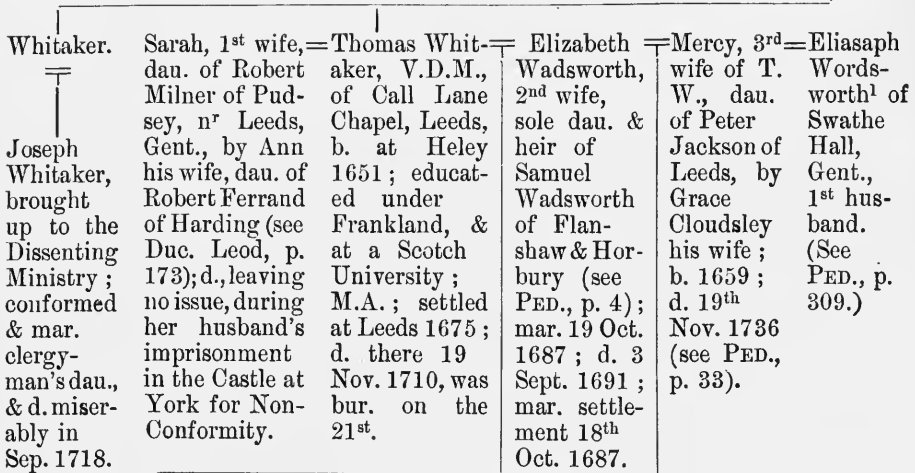 Whitaker.
Joseph
Whitaker,
brought
up to the
Dissenting
Ministry ;
conformed
& mar.
clergy-
man's dau.,
& d. miser-
ably in
Sep. 1718.
Sarah, 1st wife,=
dau. of Robert
Milner of Pud-
sey, nr Leeds,
Gent., by Ann
his wife, dau. of
Robert Ferrand
of Harding (see
Duc. Leod, p.
173); d., leaving
no issue, during
her husband's
imprisonment
in the Castle at
York for Non-
Conformity.
Thomas Whit-
aker, V.D.M.,
of Call Lane
Chapel, Leeds,
b. at Heley
1651 ; educat-
ed under
Frankland, &
at a Scotch
University ;
M.A. ; settled
at Leeds 1675 ;
d. there 19
Nov. 1710, was
bur. on the
21st.
Elizabeth
Wadsworth,
2nd wife,
sole dau. &
heir of
Samuel
Wadsworth
of Flan-
shaw & Hor-
bury (see
PED., p. 4) ;
mar. 19 Oct.
1687 ; d. 3
Sept. 1691 ;
mar. settle-
ment 18th
Oct. 1687.
Mercy, 3rd=
wife of T.
W., dau.
of Peter
Jackson of
Leeds, by
Grace
Cloudsley
his wife ;
b. 1659 ;
d. 19th
Nov. 1736
(see PED.,
p. 33).
Eliasaph
Words-
worth1 of
Swathe
Hall,
Gent.,
1st hus-
band.
(See
PED., p.
309.)